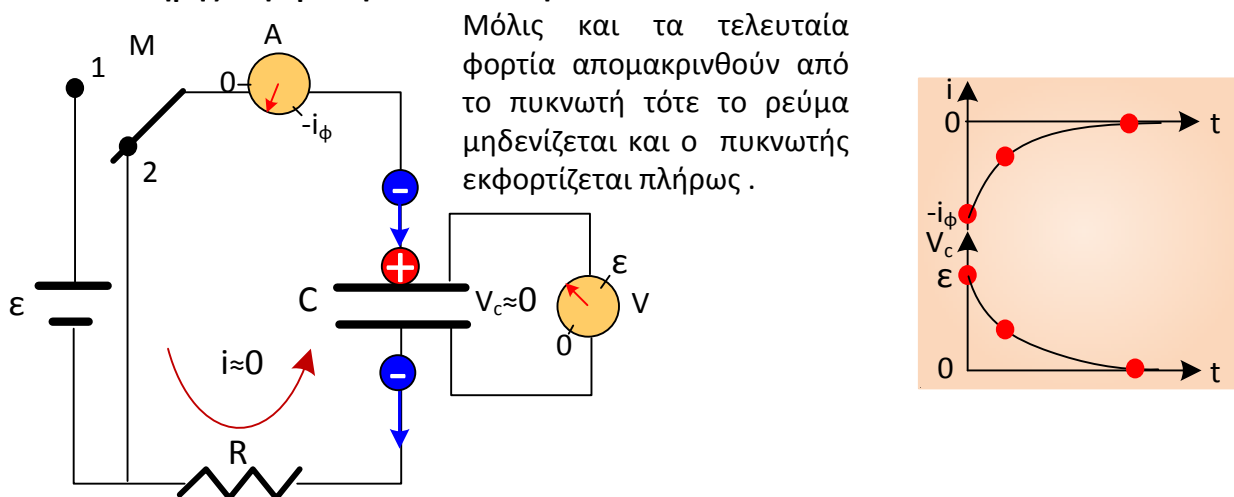 Μόλις και τα τελευταία
φορτία απομακρινθούν από
το πυκνωτή τότε το ρεύμα
μηδενίζεται και ο πυκνωτής
εκφορτίζεται πλήρως .
M
A
1
0
-iφ
2
-
+
ε
C
Vc≈0
ε
V
0
i≈0
-
R
i
0
t
-iφ
Vc
ε
0
t